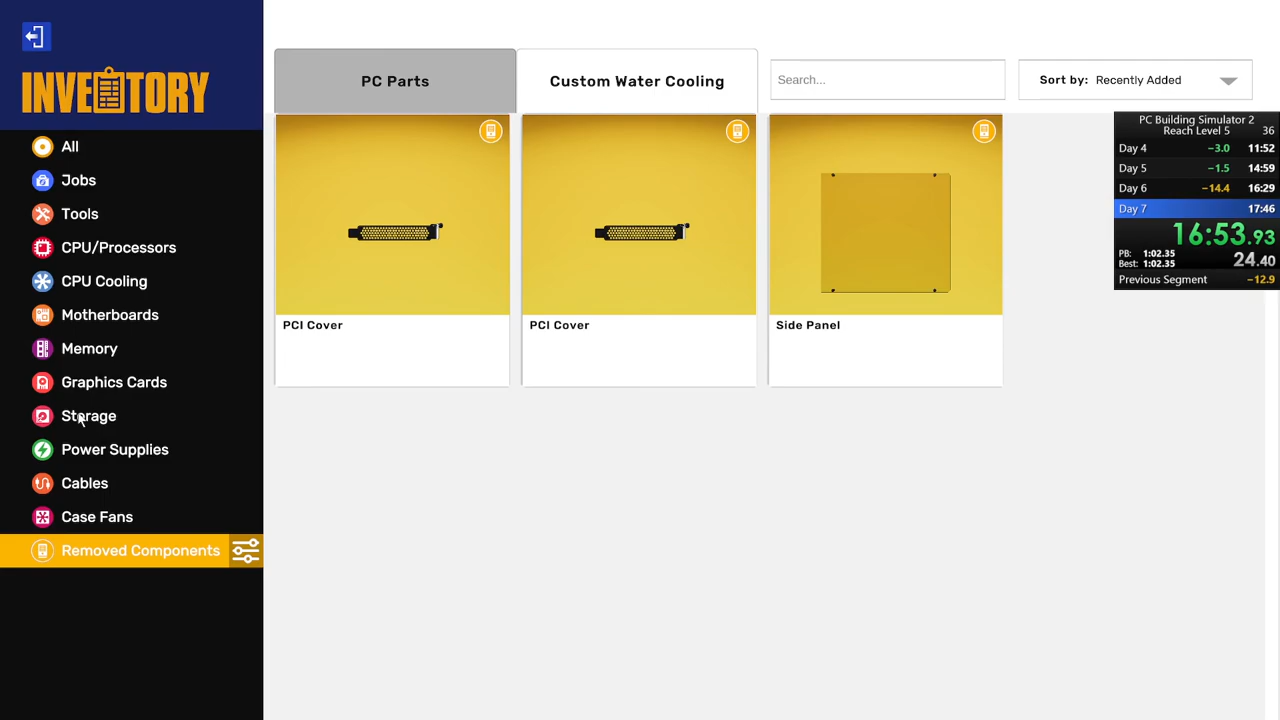 INVENTORY
All
Jobs
Tools
CPU/Processors
CPU Cooling
Motherboards
Memory
Graphics Cards
Storage
Power Supplies
Cables
Case Fans
Removed Components
PC Parts
Custom Water Cooling
Search...
Sort by: Recently Added
PCI Cover
PCI Cover
Side Panel
PC Building Simulator 2
Reach Level 5 36
Day 4 −3.0 11:52
Day 5 −1.5 14:59
Day 6 −14.4 16:29
Day 7 17:46
16:53.93
PB: 1:02.35
Best: 1:02.35 24.40
Previous Segment −12.9